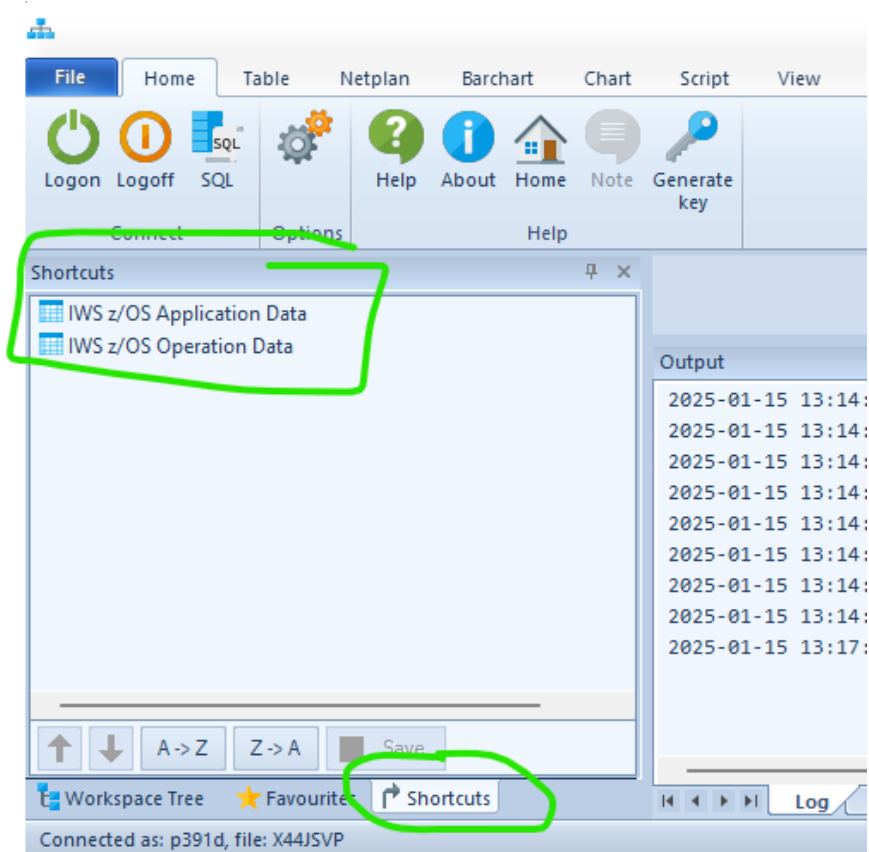 File Home Table Netplan Barchart Chart Script View
SQL
Logon Logoff SQL Help About Home Note Generate
key
Connect Options Help
Shortcuts
IWS z/OS Application Data
IWS z/OS Operation Data
Output
2025-01-15 13:14:
2025-01-15 13:14:
2025-01-15 13:14:
2025-01-15 13:14:
2025-01-15 13:14:
2025-01-15 13:14:
2025-01-15 13:14:
2025-01-15 13:14:
2025-01-15 13:17:
A -> Z Z -> A Save
Workspace Tree Favourites Shortcuts Log
Connected as: p391d, file: X44JSVP